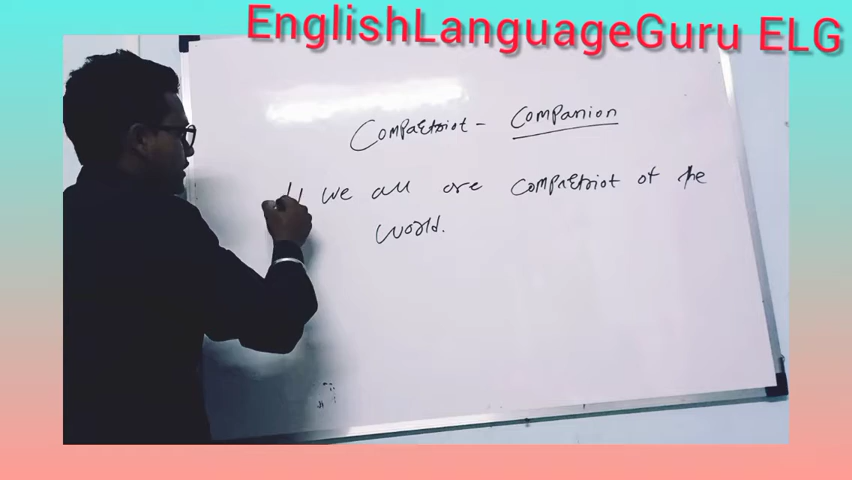 EnglishLanguageGuru ELG
Compatriot - Companion
we all are compatriot of the
world.